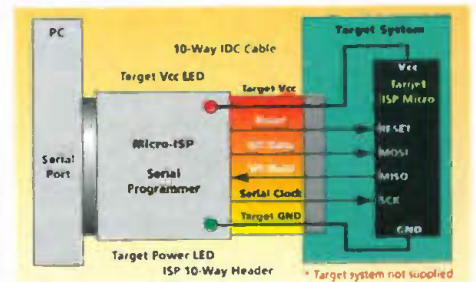 PC
Target System
10-Way IDC Cable
Target Vcc LED
Target Vcc
Vcc
Target
ISP Micro
Micro-ISP
Serial
Programmer
Serial
Port
RESET
MOSI
MISO
SCK
Serial Clock
Target GND
GND
Target Power LED
ISP 10-Way Header
* Target system not supplied